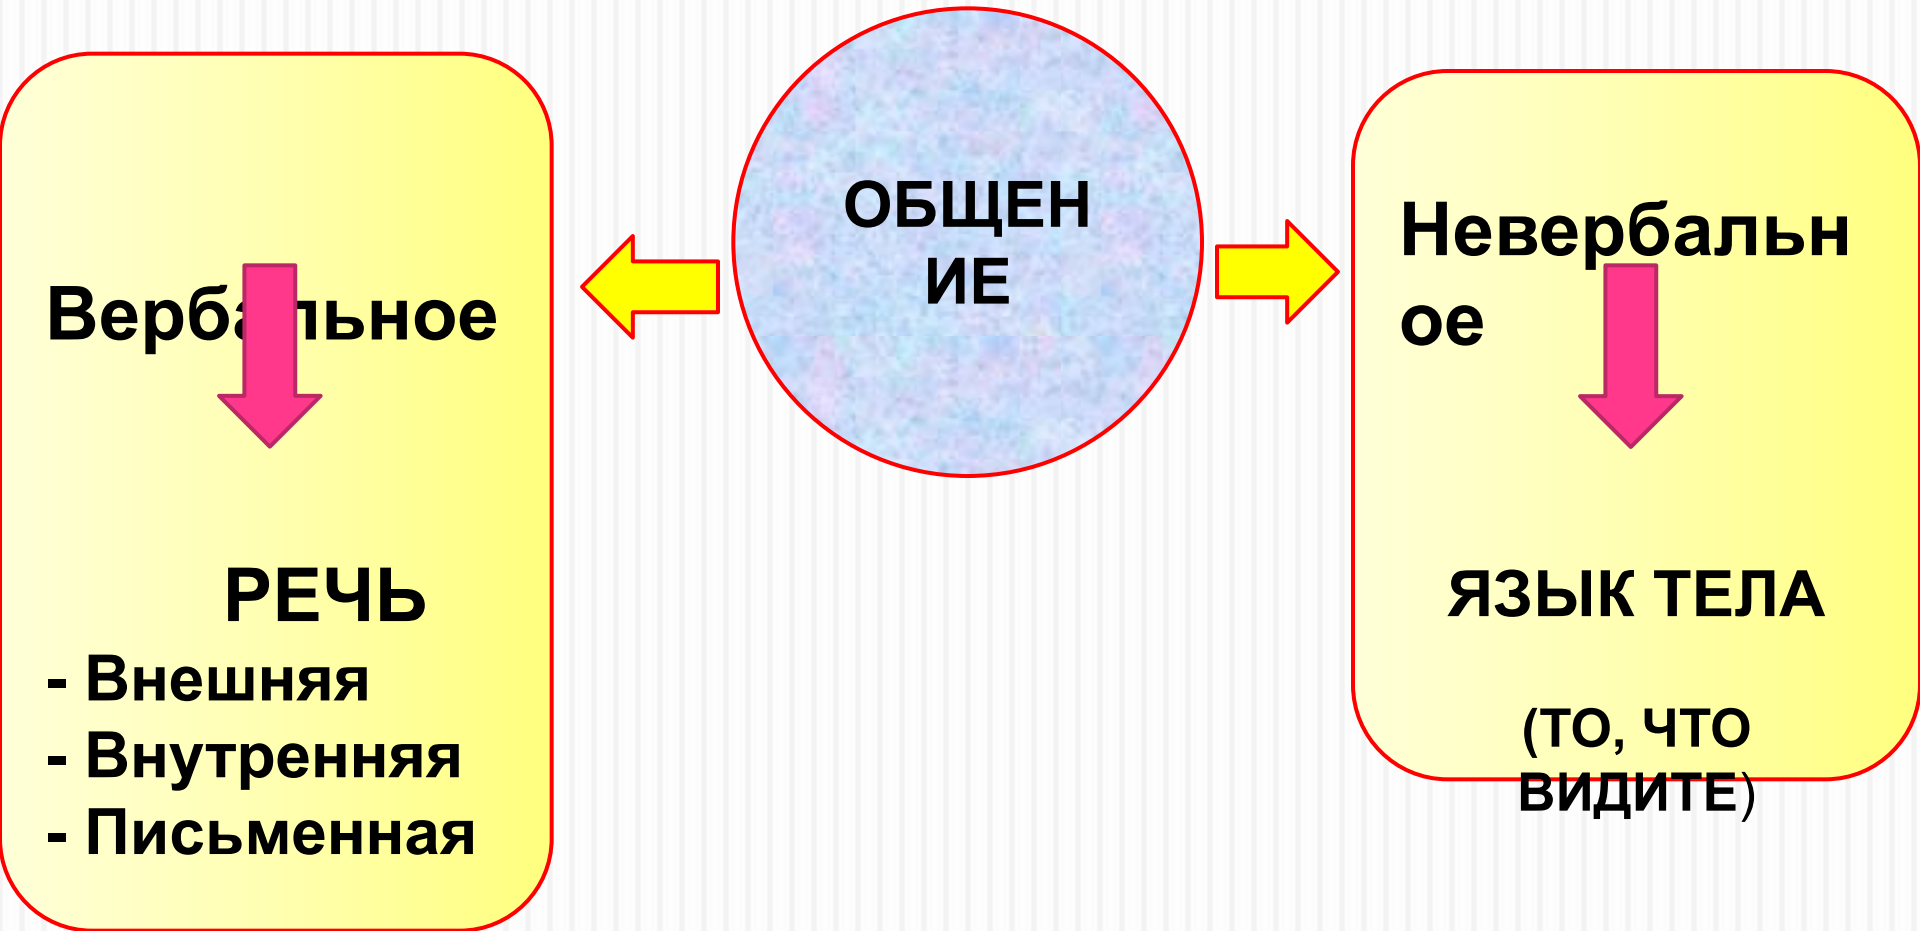 ОБЩЕН
ИЕ
Вербальное
РЕЧЬ
- Внешняя
- Внутренняя
- Письменная
Невербальн
ое
ЯЗЫК ТЕЛА
(ТО, ЧТО
ВИДИТЕ)